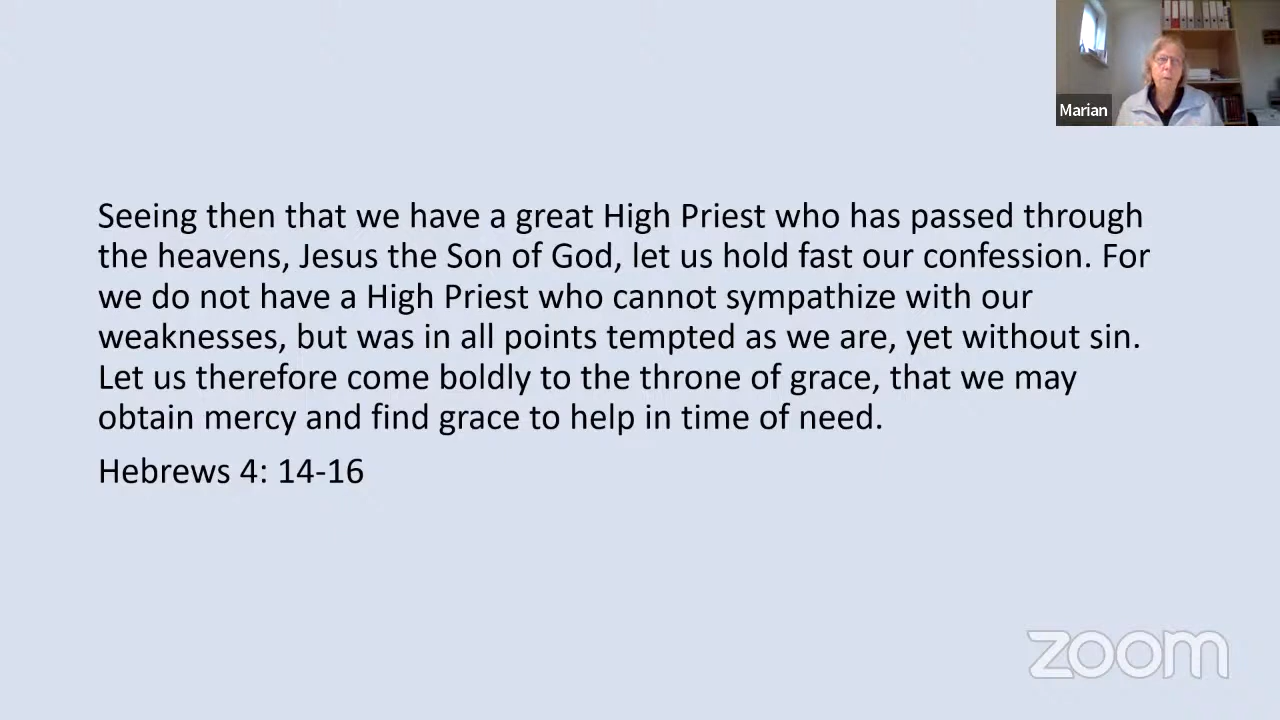 Marian
Seeing then that we have a great High Priest who has passed through
the heavens, Jesus the Son of God, let us hold fast our confession. For
we do not have a High Priest who cannot sympathize with our
weaknesses, but was in all points tempted as we are, yet without sin.
Let us therefore come boldly to the throne of grace, that we may
obtain mercy and find grace to help in time of need.
Hebrews 4: 14-16
zoom